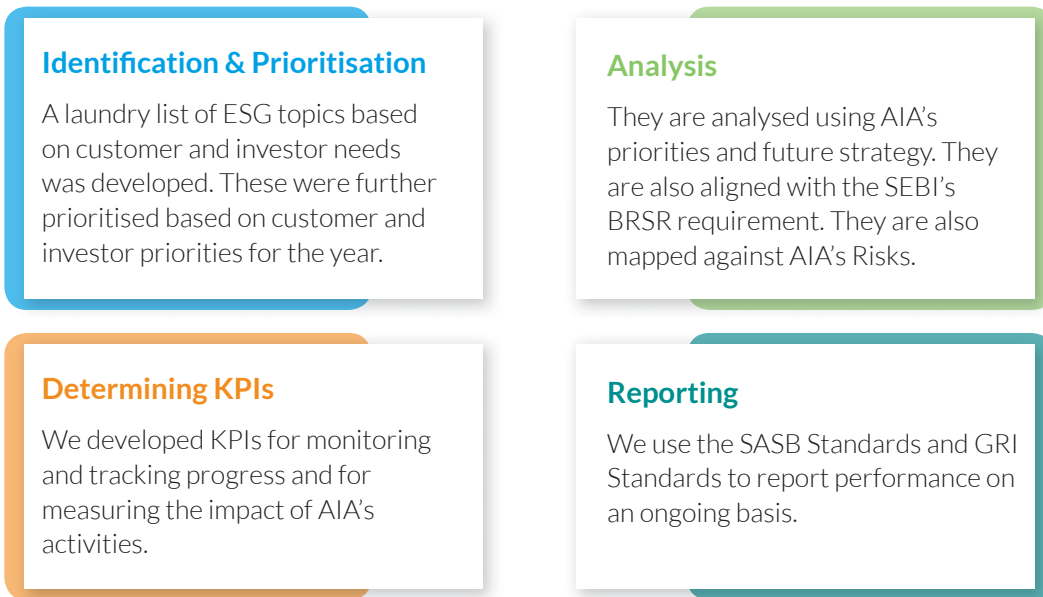 Identification & Prioritisation
A laundry list of ESG topics based
on customer and investor needs
was developed. These were further
prioritised based on customer and
investor priorities for the year.
Analysis
They are analysed using AIA’s
priorities and future strategy. They
are also aligned with the SEBI’s
BRSR requirement. They are also
mapped against AIA’s Risks.
Determining KPIs
We developed KPIs for monitoring
and tracking progress and for
measuring the impact of AIA’s
activities.
Reporting
We use the SASB Standards and GRI
Standards to report performance on
an ongoing basis.